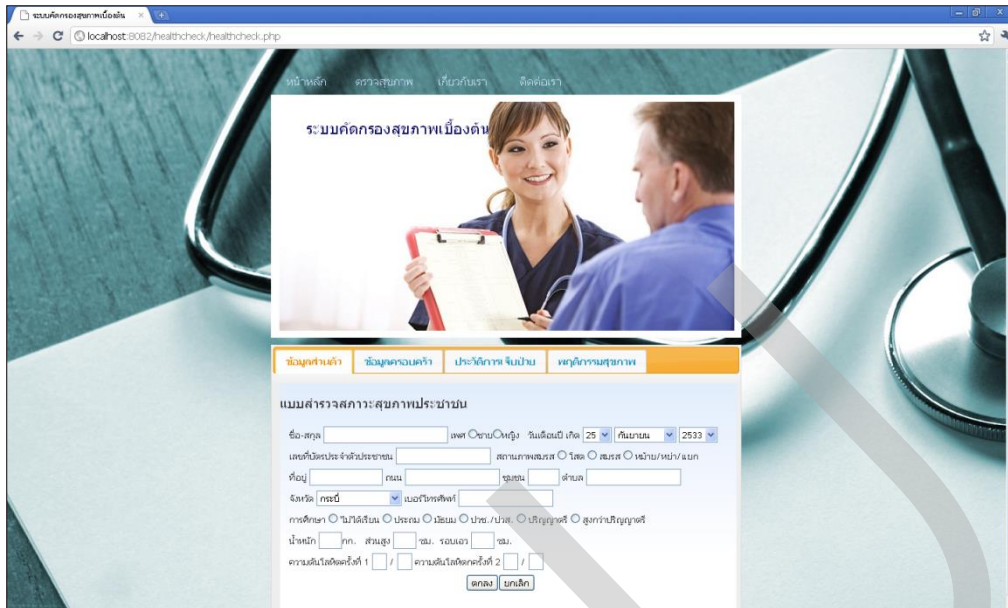 ระบบคัดกรองสุขภาพเบื้องต้น
localhost:8082/healthcheck/healthcheck.php
หน้าหลัก ตรวจสุขภาพ เกี่ยวกับเรา ติดต่อเรา
ระบบคัดกรองสุขภาพเบื้องต้น
ข้อมูลส่วนตัว ข้อมูลครอบครัว ประวัติการเจ็บป่วย พฤติกรรมสุขภาพ
แบบสำรวจสภาวะสุขภาพประชาชน
ชื่อ-สกุล เพศ ชาย หญิง วันเดือนปี เกิด 25 กันยายน 2533
เลขที่บัตรประจำตัวประชาชน สถานภาพสมรส โสด สมรส หม้าย/หย่า/แยก
ที่อยู่ ถนน ชุมชน ตำบล
จังหวัด กระบี่ เบอร์โทรศัพท์
การศึกษา ไม่ได้เรียน ประถม มัธยม ปวช./ปวส. ปริญญาตรี สูงกว่าปริญญาตรี
น้ำหนัก กก. ส่วนสูง ซม. รอบเอว ซม.
ความดันโลหิตครั้งที่ 1 / ความดันโลหิตครั้งที่ 2 /
ตกลง ยกเลิก